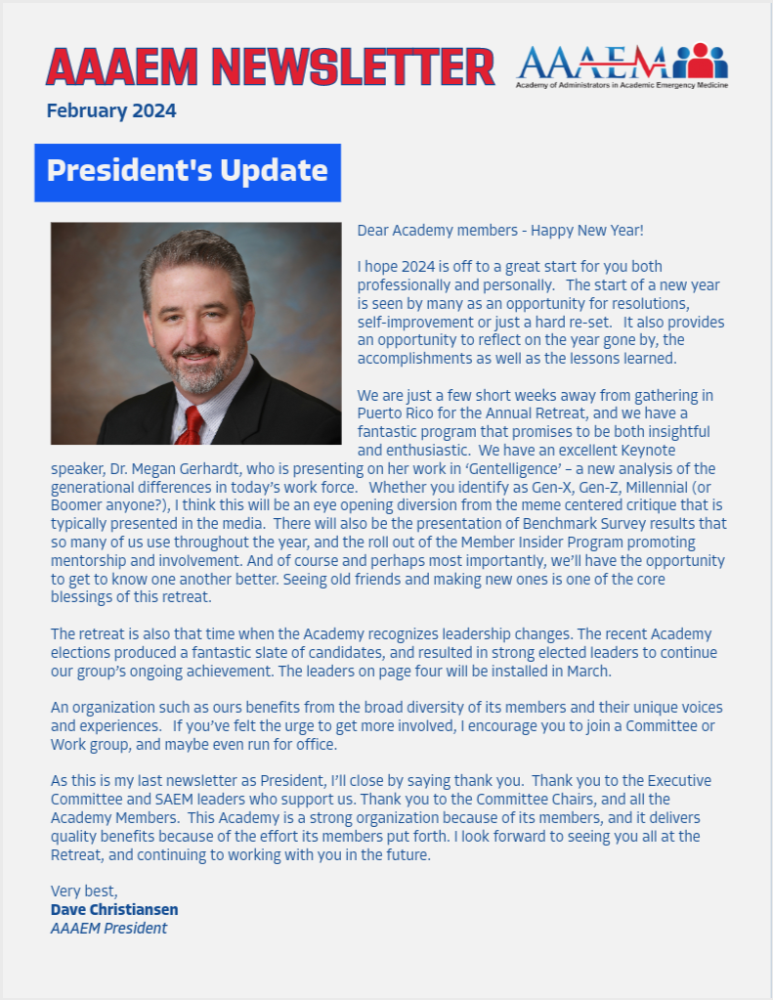 AAAEM NEWSLETTER
AAAEM
Academy of Administrators in Academic Emergency Medicine
February 2024
President's Update
Dear Academy members - Happy New Year!
I hope 2024 is off to a great start for you both
professionally and personally.   The start of a new year
is seen by many as an opportunity for resolutions,
self-improvement or just a hard re-set.   It also provides
an opportunity to reflect on the year gone by, the
accomplishments as well as the lessons learned.
We are just a few short weeks away from gathering in
Puerto Rico for the Annual Retreat, and we have a
fantastic program that promises to be both insightful
and enthusiastic.  We have an excellent Keynote
speaker, Dr. Megan Gerhardt, who is presenting on her work in ‘Gentelligence’ – a new analysis of the
generational differences in today’s work force.   Whether you identify as Gen-X, Gen-Z, Millennial (or
Boomer anyone?), I think this will be an eye opening diversion from the meme centered critique that is
typically presented in the media.  There will also be the presentation of Benchmark Survey results that
so many of us use throughout the year, and the roll out of the Member Insider Program promoting
mentorship and involvement. And of course and perhaps most importantly, we’ll have the opportunity
to get to know one another better. Seeing old friends and making new ones is one of the core
blessings of this retreat.
The retreat is also that time when the Academy recognizes leadership changes. The recent Academy
elections produced a fantastic slate of candidates, and resulted in strong elected leaders to continue
our group’s ongoing achievement. The leaders on page four will be installed in March.
An organization such as ours benefits from the broad diversity of its members and their unique voices
and experiences.   If you’ve felt the urge to get more involved, I encourage you to join a Committee or
Work group, and maybe even run for office.
As this is my last newsletter as President, I’ll close by saying thank you.  Thank you to the Executive
Committee and SAEM leaders who support us. Thank you to the Committee Chairs, and all the
Academy Members.  This Academy is a strong organization because of its members, and it delivers
quality benefits because of the effort its members put forth. I look forward to seeing you all at the
Retreat, and continuing to working with you in the future.
Very best,
Dave Christiansen
AAAEM President